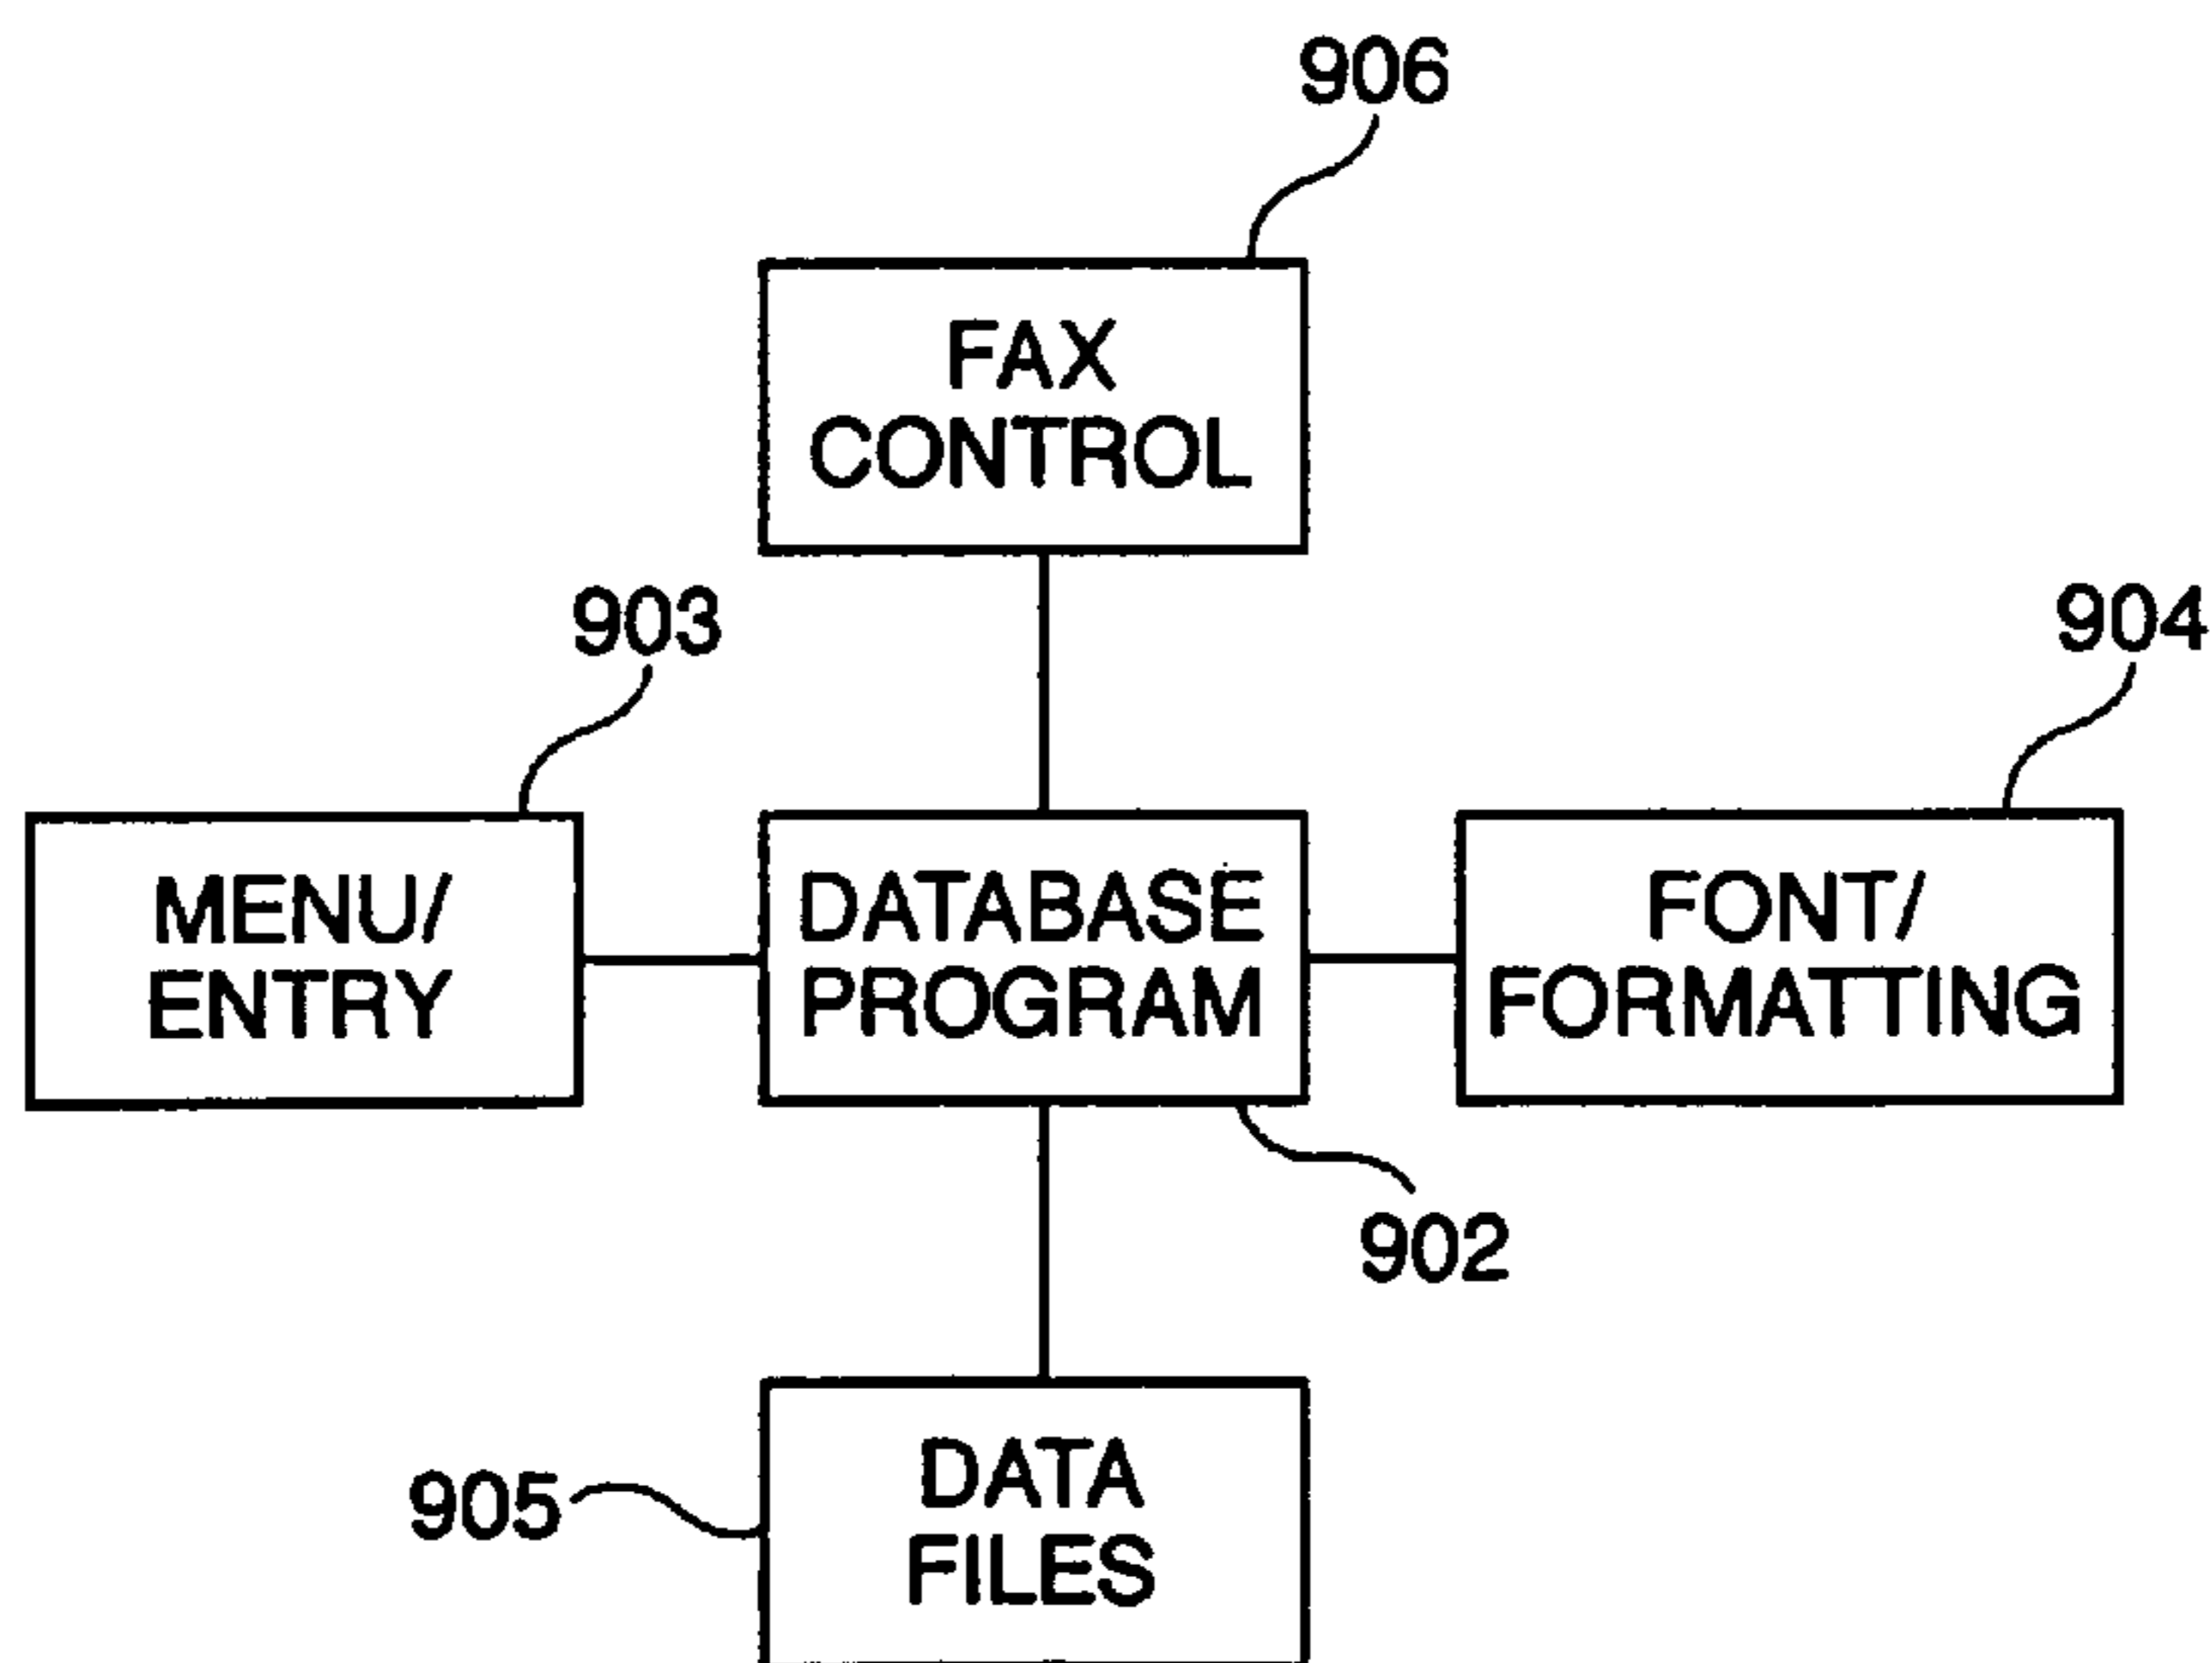 906
FAX
CONTROL
903
904
MENU/
ENTRY
DATABASE
PROGRAM
FONT/
FORMATTING
902
905
DATA
FILES